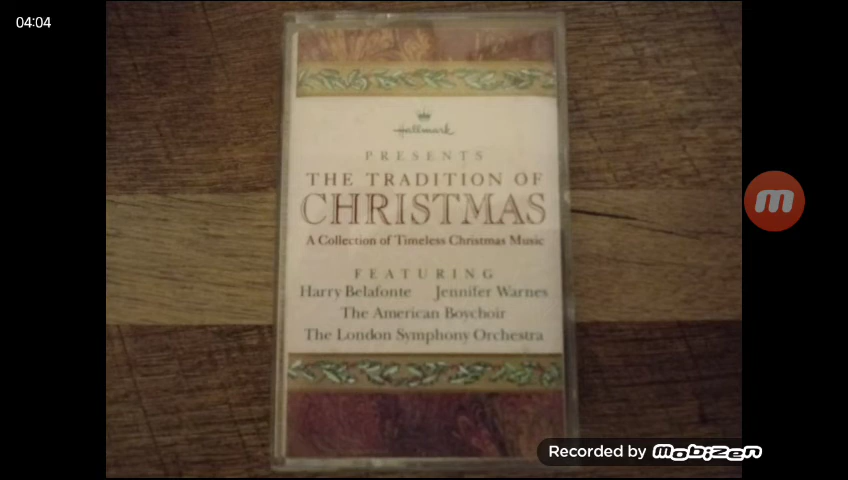 04:04
Hallmark
PRESENTS
THE TRADITION OF
CHRISTMAS
A Collection of Timeless Christmas Music
FEATURING
Harry Belafonte Jennifer Warnes
The American Boychoir
The London Symphony Orchestra
m
Recorded by Mobizen